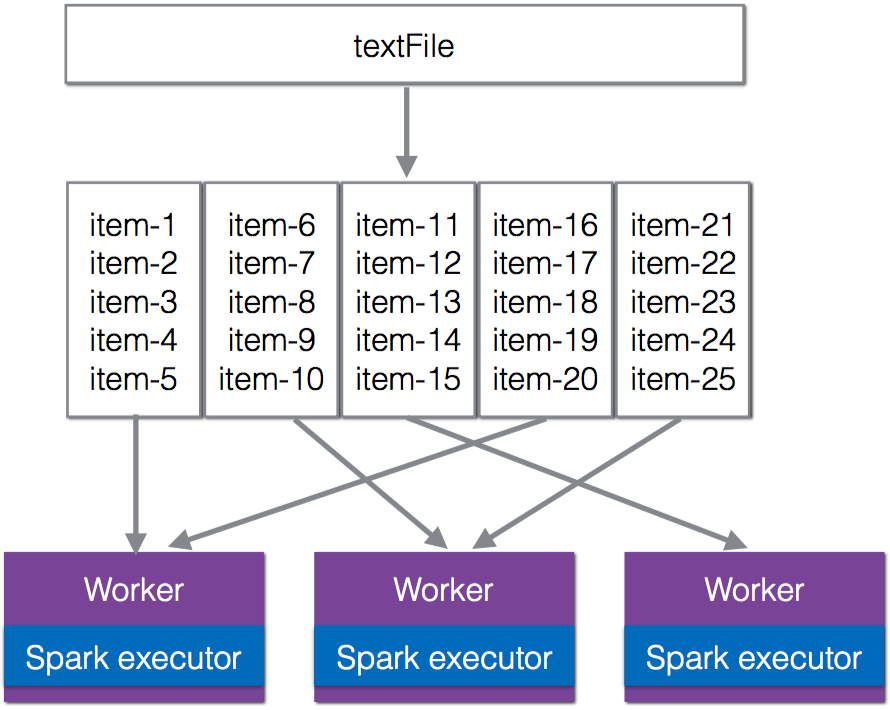 textFile
item-1
item-2
item-3
item-4
item-5
item-6
item-7
item-8
item-9
item-10
item-11
item-12
item-13
item-14
item-15
item-16
item-17
item-18
item-19
item-20
item-21
item-22
item-23
item-24
item-25
Worker
Spark executor
Worker
Spark executor
Worker
Spark executor